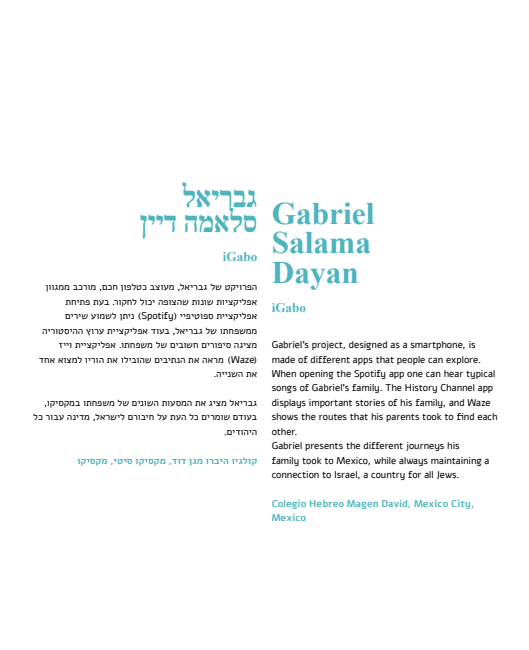 גבריאל
סלאמה דיין
iGabo
הפרויקט של גבריאל, מעוצב כטלפון חכם, מורכב ממגוון
אפליקציות שונות שהצופה יכול לחקור. בעת פתיחת
אפליקציית ספוטיפיי (Spotify) ניתן לשמוע שירים
ממשפחתו של גבריאל, בעוד אפליקציית ערוץ ההיסטוריה
מציגה סיפורים חשובים של משפחתו. אפליקציית וייז
(Waze) מראה את הנתיבים שהובילו את הוריו למצוא אחד
את השנייה.
גבריאל מציג את המסעות השונים של משפחתו במקסיקו,
בעודם שומרים כל העת על חיבורם לישראל, מדינה עבור כל
היהודים.
קולגיו היברו מגן דוד, מקסיקו סיטי, מקסיקו
Gabriel
Salama
Dayan
iGabo
Gabriel's project, designed as a smartphone, is
made of different apps that people can explore.
When opening the Spotify app one can hear typical
songs of Gabriel's family. The History Channel app
displays important stories of his family, and Waze
shows the routes that his parents took to find each
other.
Gabriel presents the different journeys his
family took to Mexico, while always maintaining a
connection to Israel, a country for all Jews.
Colegio Hebreo Magen David, Mexico City,
Mexico